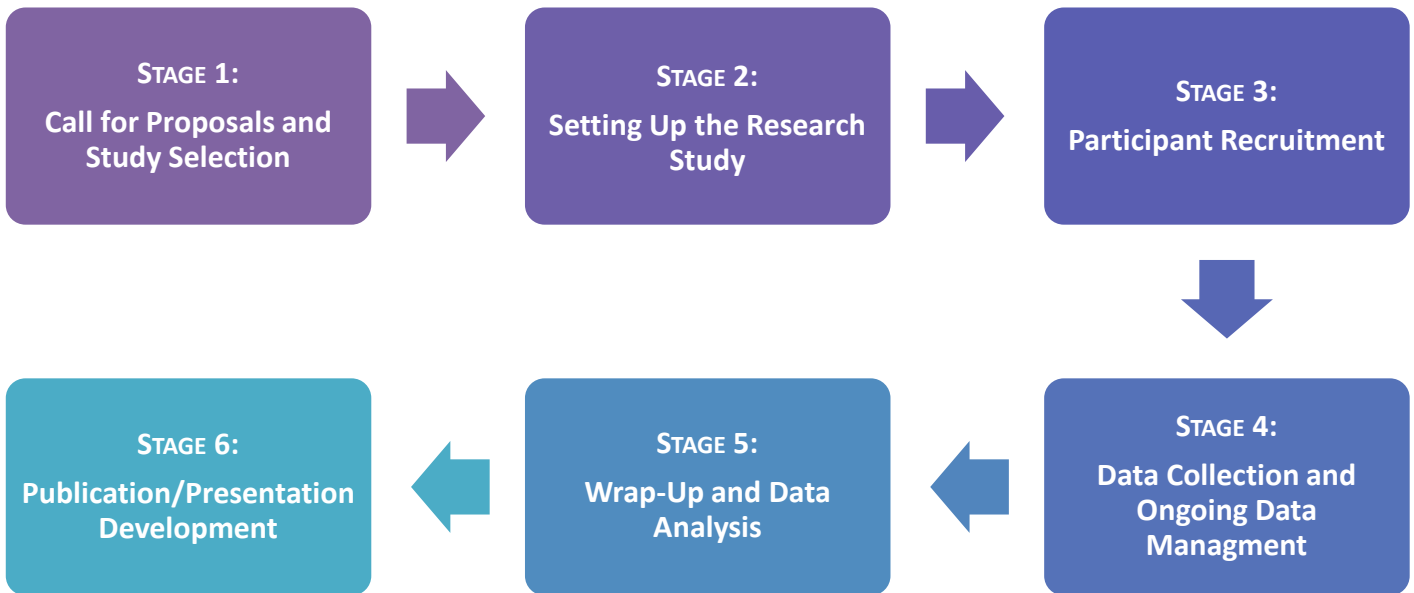 STAGE 1:
Call for Proposals and
Study Selection
STAGE 2:
Setting Up the Research
Study
STAGE 3:
Participant Recruitment
STAGE 4:
Data Collection and
Ongoing Data
Managment
STAGE 5:
Wrap-Up and Data
Analysis
STAGE 6:
Publication/Presentation
Development